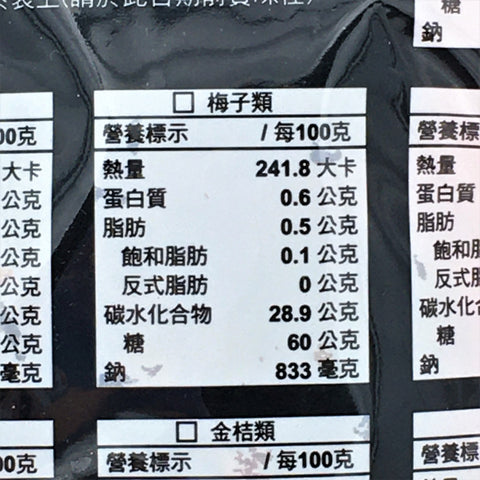 糖
鈉
☐ 梅子類
00克 營養標示 / 每100克 營養標
大卡 熱量 241.8 大卡 熱量
公克 蛋白質 0.6 公克 蛋白質
公克 脂肪 0.5 公克 脂肪
公克 飽和脂肪 0.1 公克 飽和
公克 反式脂肪 0 公克 反式
公克 碳水化合物 28.9 公克 碳水化
公克 糖 60 公克 糖
毫克 鈉 833 毫克 鈉
☐ 金桔類
00克 營養標示 / 每100克 營養標